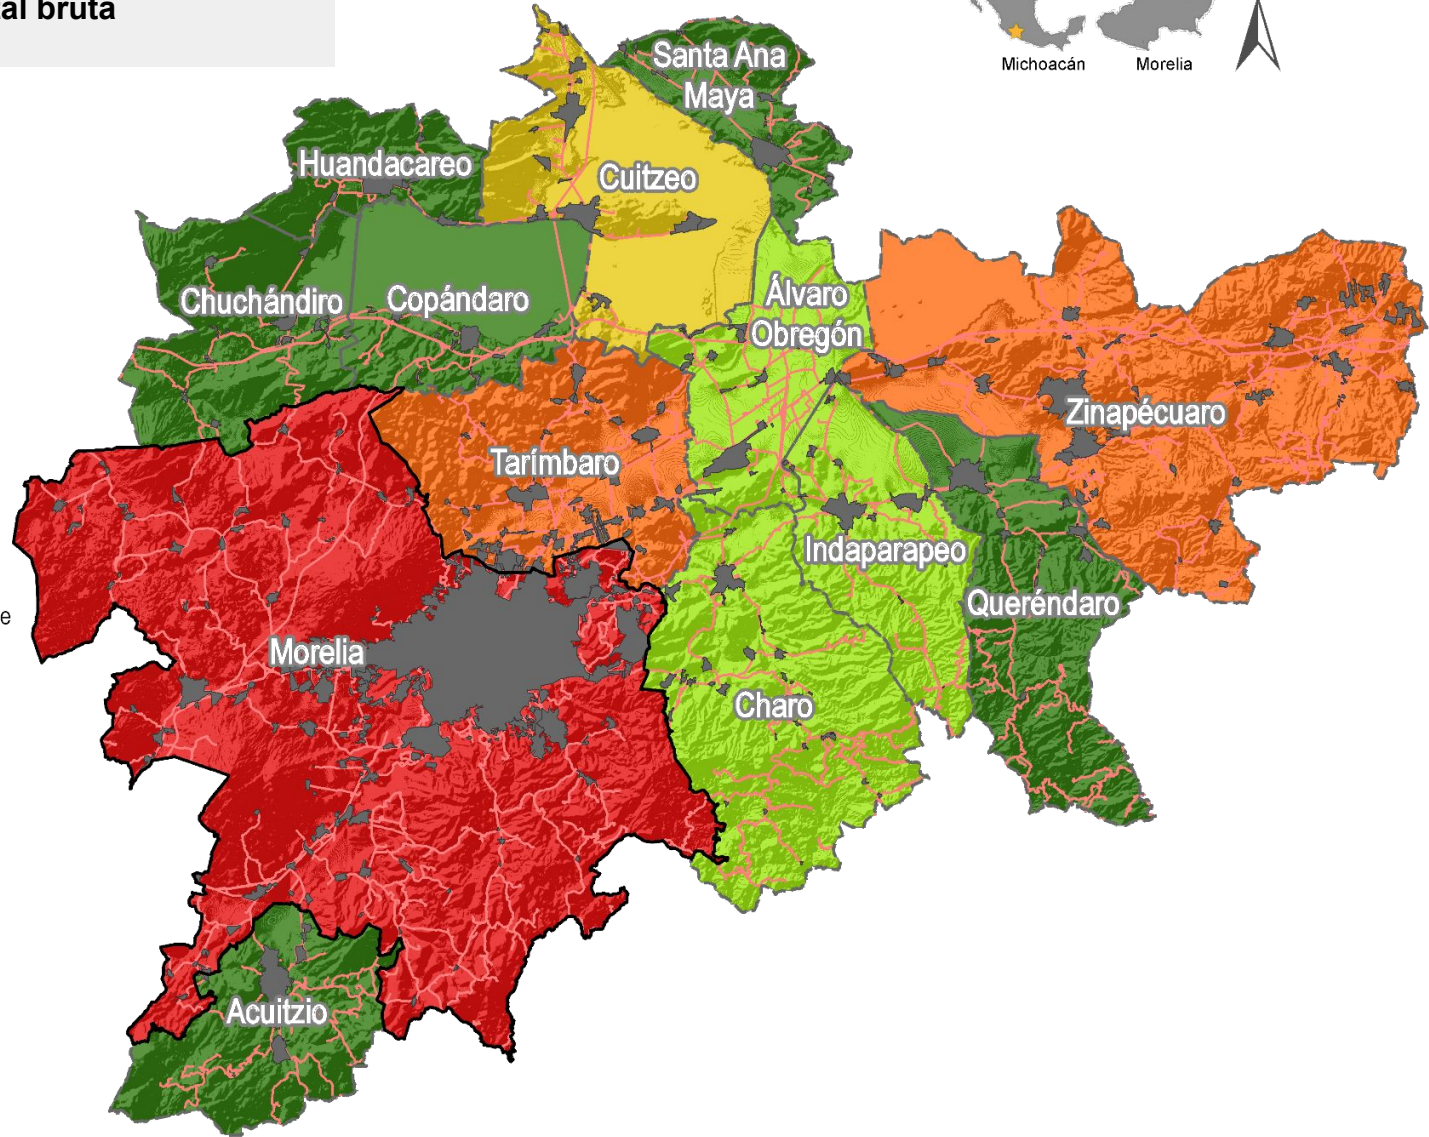 al bruta
Michoacán
Morelia
Santa Ana
Maya
Huandacareo
Cuitzeo
Chuchándiro
Copándaro
Álvaro
Obregón
Zinapécuaro
Tarímbaro
Indaparapeo
Queréndaro
e
Morelia
Charo
Acuitzio